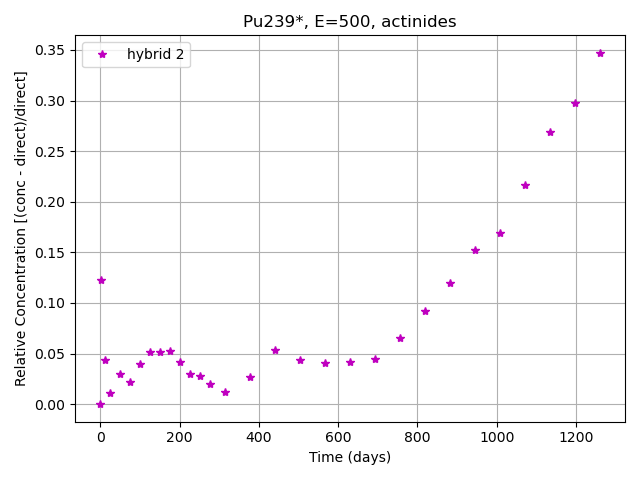 Pu239*, E=500, actinides
hybrid 2
Relative Concentration [(conc - direct)/direct]
0.35
0.30
0.25
0.20
0.15
0.10
0.05
0.00
0 200 400 600 800 1000 1200
Time (days)